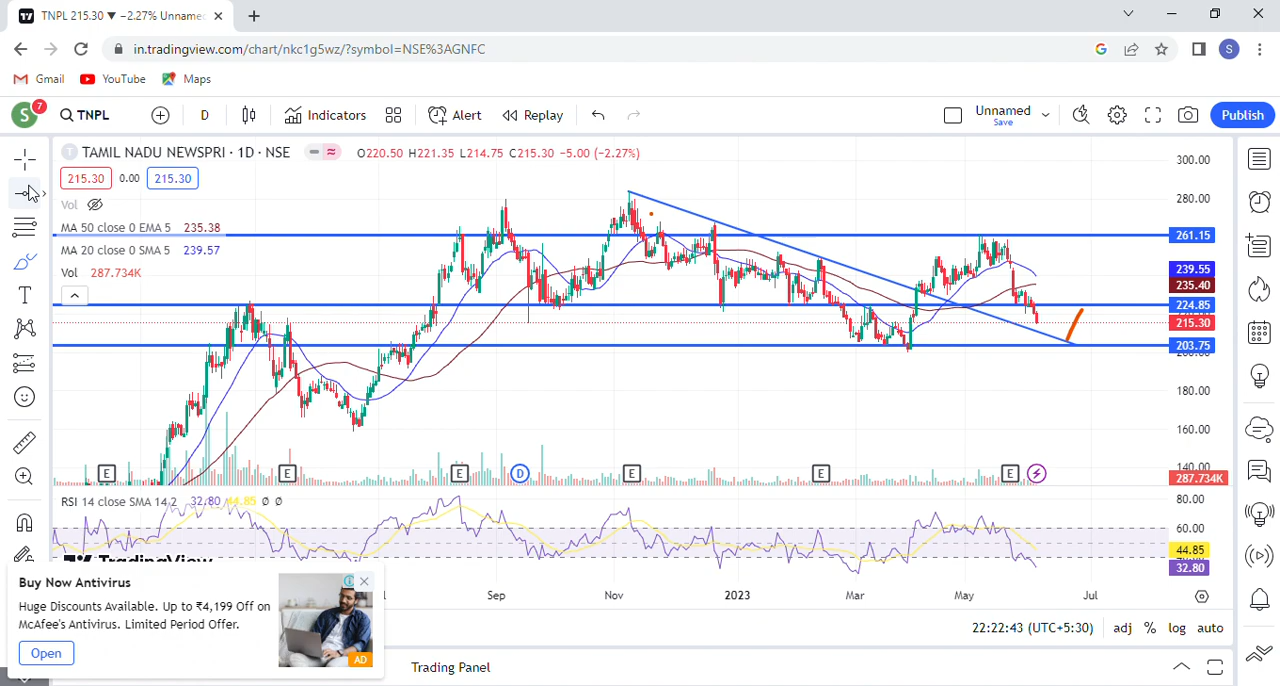 TNPL 215.30 ▼ −2.27% Unname
in.tradingview.com/chart/nkc1g5wz/?symbol=NSE%3AGNFC
S
Gmail YouTube Maps
S 7 TNPL D Indicators Alert Replay Unnamed Save Publish
TAMIL NADU NEWSPRI · 1D · NSE O220.50 H221.35 L214.75 C215.30 −5.00 (−2.27%)
215.30 0.00 215.30
Vol
MA 50 close 0 EMA 5 235.38
MA 20 close 0 SMA 5 239.57
Vol 287.734K
300.00
280.00
261.15
239.55
235.40
224.85
215.30
203.75
200.00
180.00
160.00
140.00
287.734K
E E E D E E E
RSI 14 close SMA 14 2 32.80 44.85 Ø Ø
80.00
60.00
44.85
32.80
TradingView
Sep Nov 2023 Mar May Jul
22:22:43 (UTC+5:30) adj % log auto
Trading Panel
Buy Now Antivirus
Huge Discounts Available. Up to ₹4,199 Off on
McAfee's Antivirus. Limited Period Offer.
Open
AD